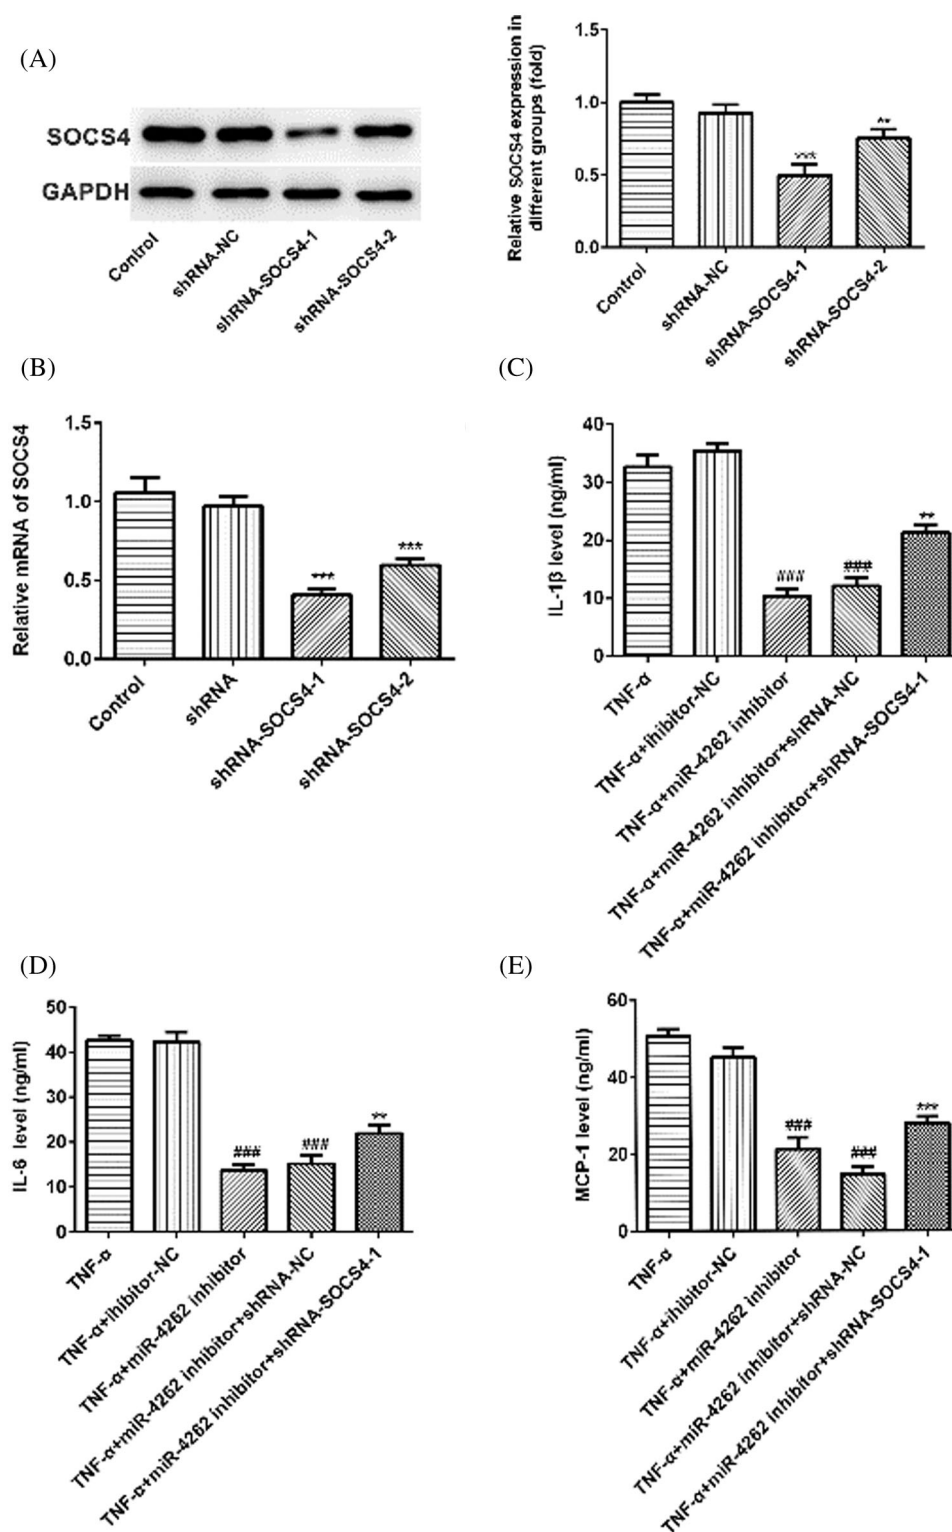 (A)
SOCS4
GAPDH
Control
shRNA-NC
shRNA-SOCS4-1
shRNA-SOCS4-2
Relative SOCS4 expression in
different groups (fold)
1.5
1.0
0.5
0.0
***
**
Control
shRNA-NC
shRNA-SOCS4-1
shRNA-SOCS4-2
(B)
Relative mRNA of SOCS4
1.5
1.0
0.5
0.0
***
***
Control
shRNA
shRNA-SOCS4-1
shRNA-SOCS4-2
(C)
IL-1β level (ng/ml)
40
30
20
10
0
###
###
**
TNF-α
TNF-α+ihibitor-NC
TNF-α+miR-4262 inhibitor
TNF-α+miR-4262 inhibitor+shRNA-NC
TNF-α+miR-4262 inhibitor+shRNA-SOCS4-1
(D)
IL-6 level (ng/ml)
50
40
30
20
10
0
###
###
**
TNF-α
TNF-α+ihibitor-NC
TNF-α+miR-4262 inhibitor
TNF-α+miR-4262 inhibitor+shRNA-NC
TNF-α+miR-4262 inhibitor+shRNA-SOCS4-1
(E)
MCP-1 level (ng/ml)
60
40
20
0
###
###
***
TNF-α
TNF-α+ihibitor-NC
TNF-α+miR-4262 inhibitor
TNF-α+miR-4262 inhibitor+shRNA-NC
TNF-α+miR-4262 inhibitor+shRNA-SOCS4-1